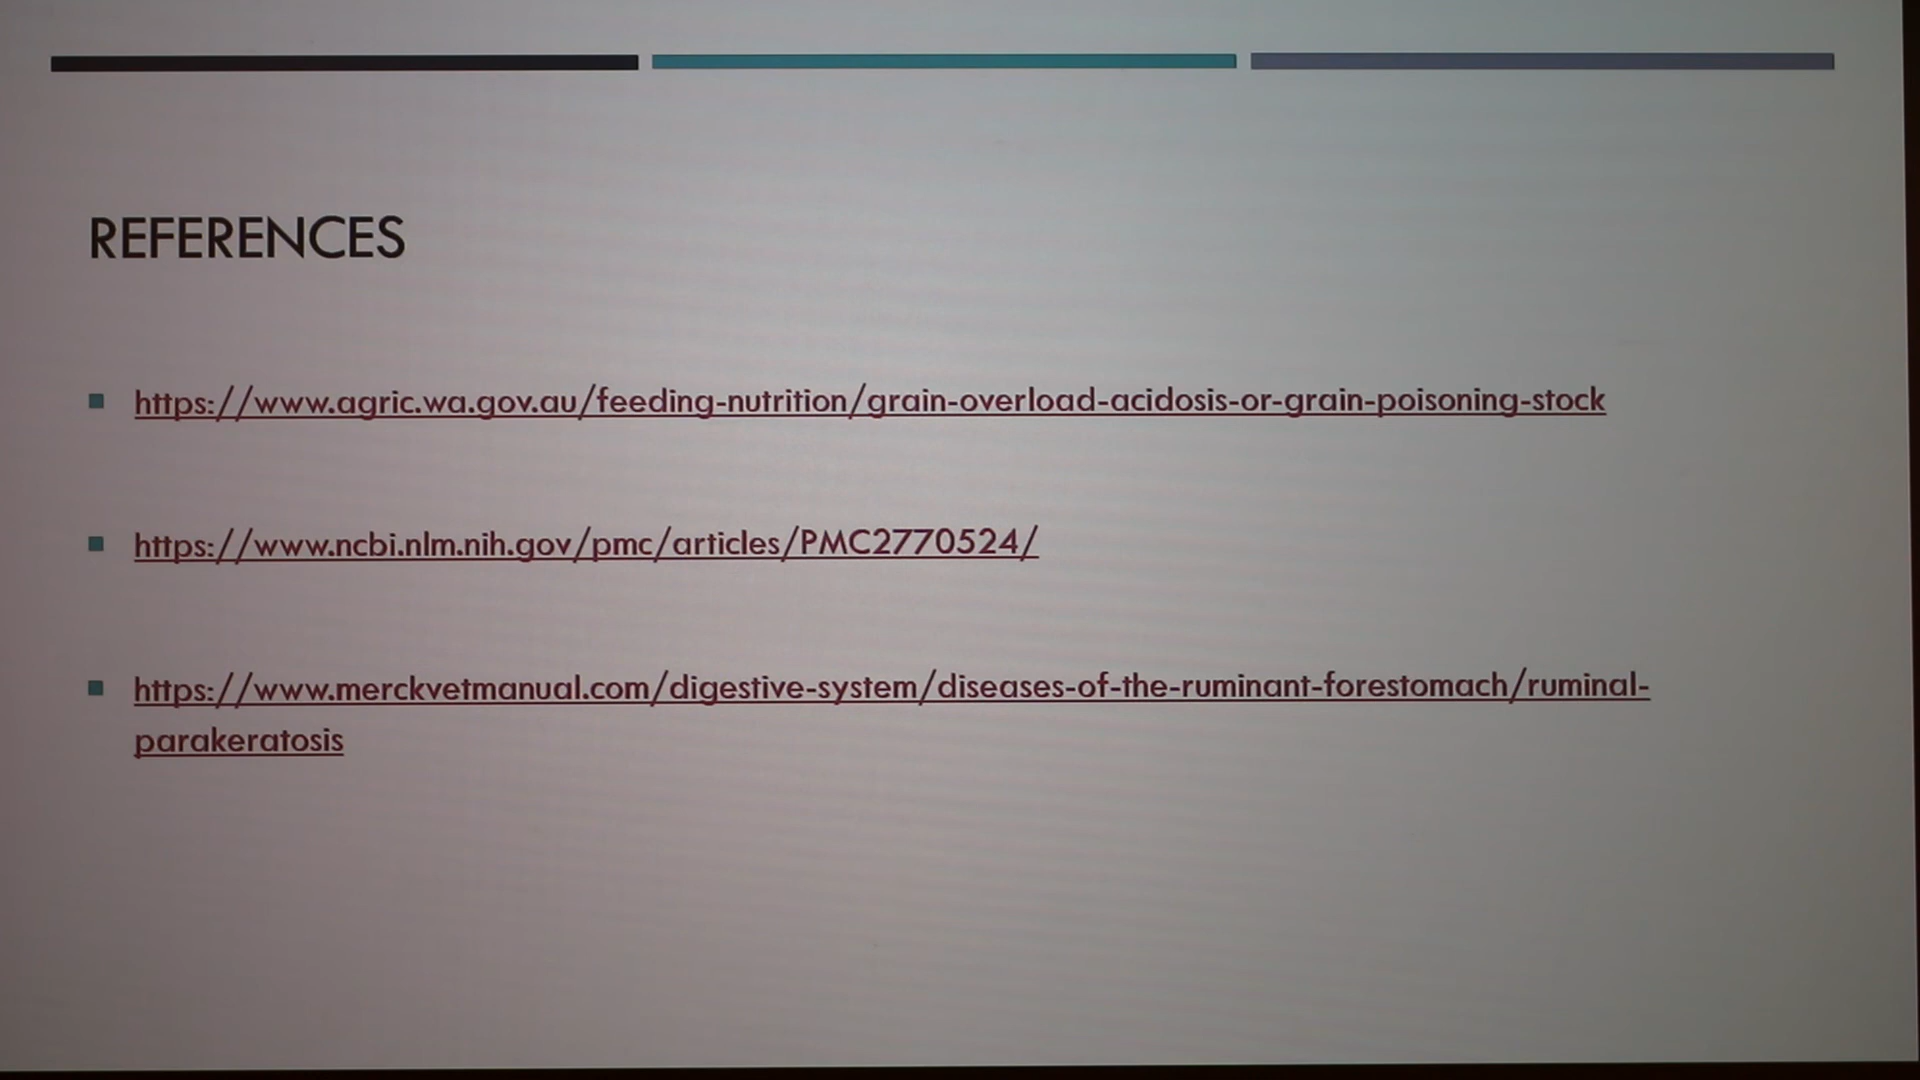 REFERENCES
https://www.agric.wa.gov.au/feeding-nutrition/grain-overload-acidosis-or-grain-poisoning-stock
https://www.ncbi.nlm.nih.gov/pmc/articles/PMC2770524/
https://www.merckvetmanual.com/digestive-system/diseases-of-the-ruminant-forestomach/ruminal-
parakeratosis